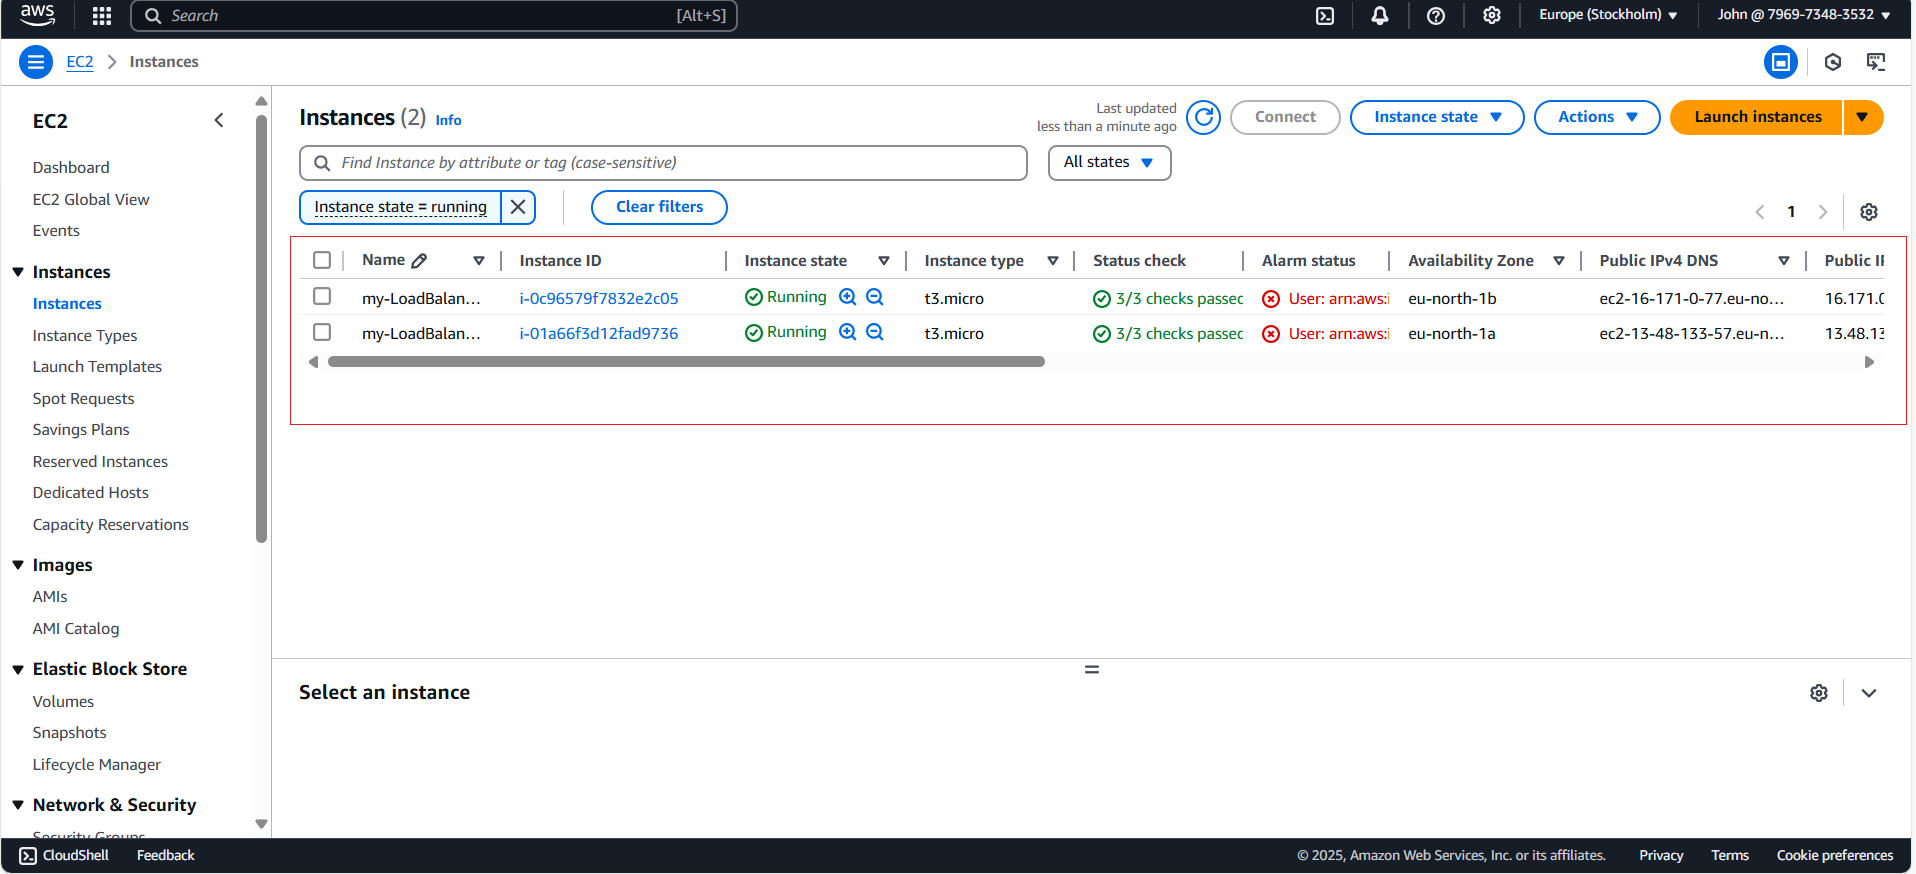 aws Search [Alt+S] Europe (Stockholm) John @ 7969-7348-3532
EC2 Instances
EC2
Dashboard
EC2 Global View
Events
Instances
Instances
Instance Types
Launch Templates
Spot Requests
Savings Plans
Reserved Instances
Dedicated Hosts
Capacity Reservations
Images
AMIs
AMI Catalog
Elastic Block Store
Volumes
Snapshots
Lifecycle Manager
Network & Security
Security Groups
Instances (2) Info
Last updated
less than a minute ago
Connect Instance state Actions Launch instances
Find Instance by attribute or tag (case-sensitive) All states
Instance state = running Clear filters
1
Name Instance ID Instance state Instance type Status check Alarm status Availability Zone Public IPv4 DNS Public IP
my-LoadBalan... i-0c96579f7832e2c05 Running t3.micro 3/3 checks passec User: arn:aws:i eu-north-1b ec2-16-171-0-77.eu-no... 16.171.0
my-LoadBalan... i-01a66f3d12fad9736 Running t3.micro 3/3 checks passec User: arn:aws:i eu-north-1a ec2-13-48-133-57.eu-n... 13.48.13
Select an instance
CloudShell Feedback © 2025, Amazon Web Services, Inc. or its affiliates. Privacy Terms Cookie preferences